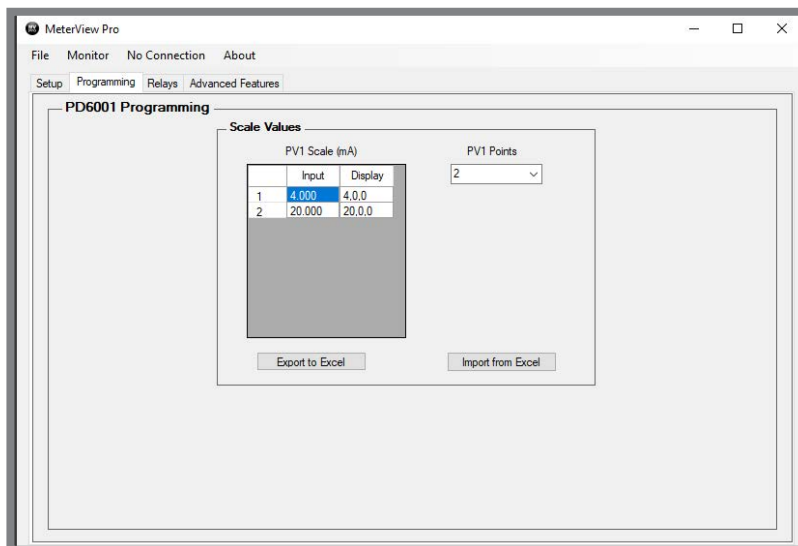 MeterView Pro
File Monitor No Connection About
Setup Programming Relays Advanced Features
PD6001 Programming
Scale Values
PV1 Scale (mA) PV1 Points
Input Display 2
1 4.000 4,0,0
2 20.000 20,0,0
Export to Excel Import from Excel